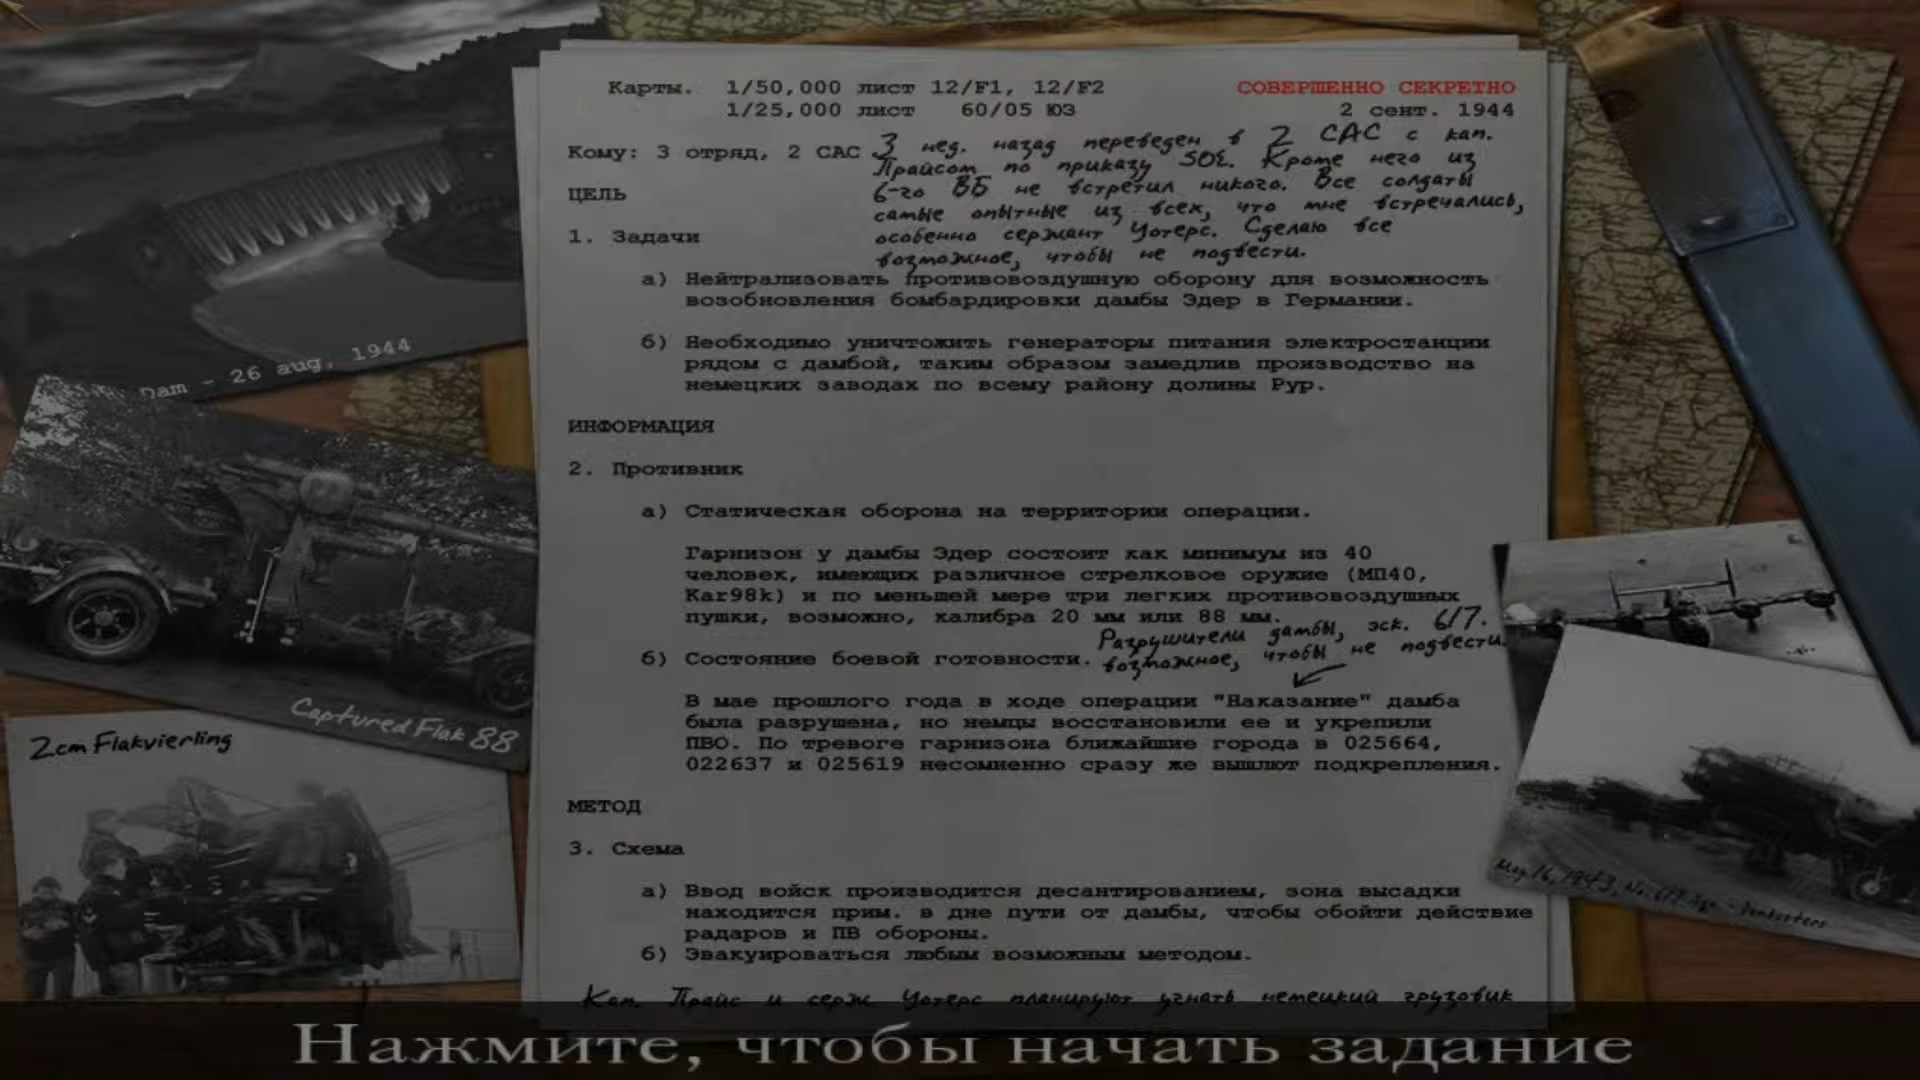 Карты. 1/50,000 лист 12/F1, 12/F2
1/25,000 лист 60/05 ЮЗ
СОВЕРШЕННО СЕКРЕТНО
2 сент. 1944
Кому: 3 отряд, 2 САС
3 нед. назад переведен в 2 САС с кап.
Прайсом по приказу SOE. Кроме него из
6-го ВБ не встретил никого. Все солдаты
самые опытные из всех, что мне встречались,
особенно сержант Уотерс. Сделаю все
возможное, чтобы не подвести.
ЦЕЛЬ
1. Задачи
а) Нейтрализовать противовоздушную оборону для возможность
возобновления бомбардировки дамбы Эдер в Германии.
б) Необходимо уничтожить генераторы питания электростанции
рядом с дамбой, таким образом замедлив производство на
немецких заводах по всему району долины Рур.
ИНФОРМАЦИЯ
2. Противник
а) Статическая оборона на территории операции.
Гарнизон у дамбы Эдер состоит как минимум из 40
человек, имеющих различное стрелковое оружие (МП40,
Kar98k) и по меньшей мере три легких противовоздушных
пушки, возможно, калибра 20 мм или 88 мм.
Разрушители дамбы, эск. 617.
возможное, чтобы не подвести.
б) Состояние боевой готовности.
В мае прошлого года в ходе операции "Наказание" дамба
была разрушена, но немцы восстановили ее и укрепили
ПВО. По тревоге гарнизона ближайшие города в 025664,
022637 и 025619 несомненно сразу же вышлют подкрепления.
МЕТОД
3. Схема
а) Ввод войск производится десантированием, зона высадки
находится прим. в дне пути от дамбы, чтобы обойти действие
радаров и ПВ обороны.
б) Эвакуироваться любым возможным методом.
Кап. Прайс и серж Уотерс планируют угнать немецкий грузовик
Dam - 26 aug, 1944
Captured Flak 88
2cm Flakvierling
May 16, 1943, No. 617 Sqn.
Нажмите, чтобы начать задание